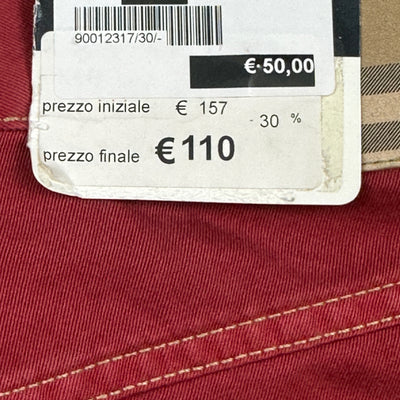 90012317/30/-
€·50,00
prezzo iniziale € 157
- 30 %
prezzo finale € 110